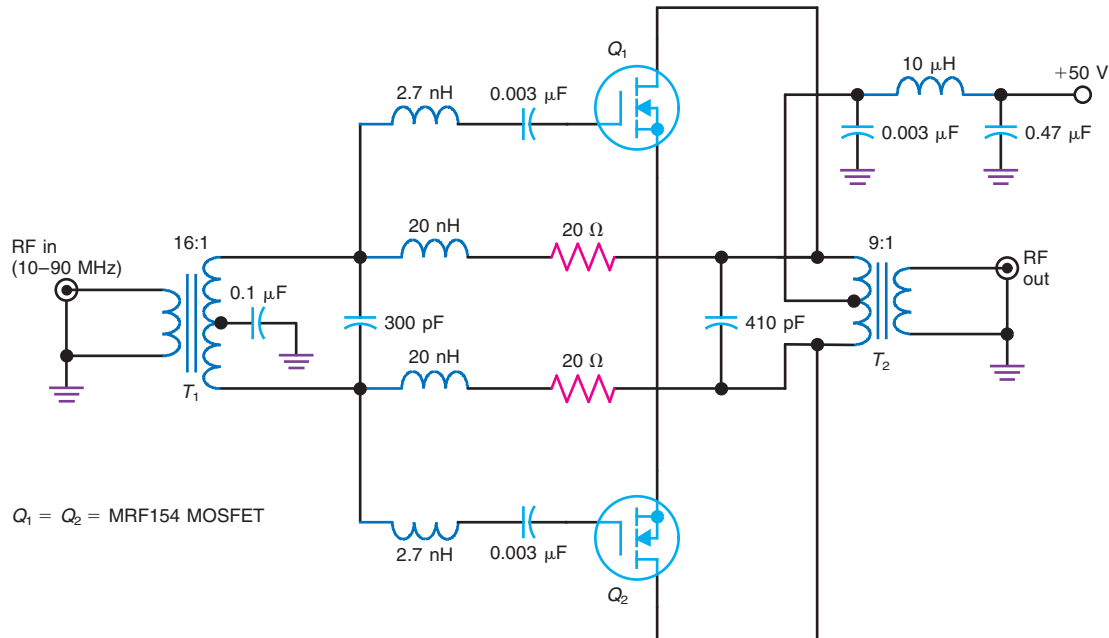 Q1
10 μH
+50 V
2.7 nH
0.003 μF
0.003 μF
0.47 μF
20 nH
20 Ω
RF in
(10–90 MHz)
16:1
9:1
RF
out
0.1 μF
300 pF
410 pF
20 nH
20 Ω
T1
T2
Q1 = Q2 = MRF154 MOSFET
2.7 nH
0.003 μF
Q2